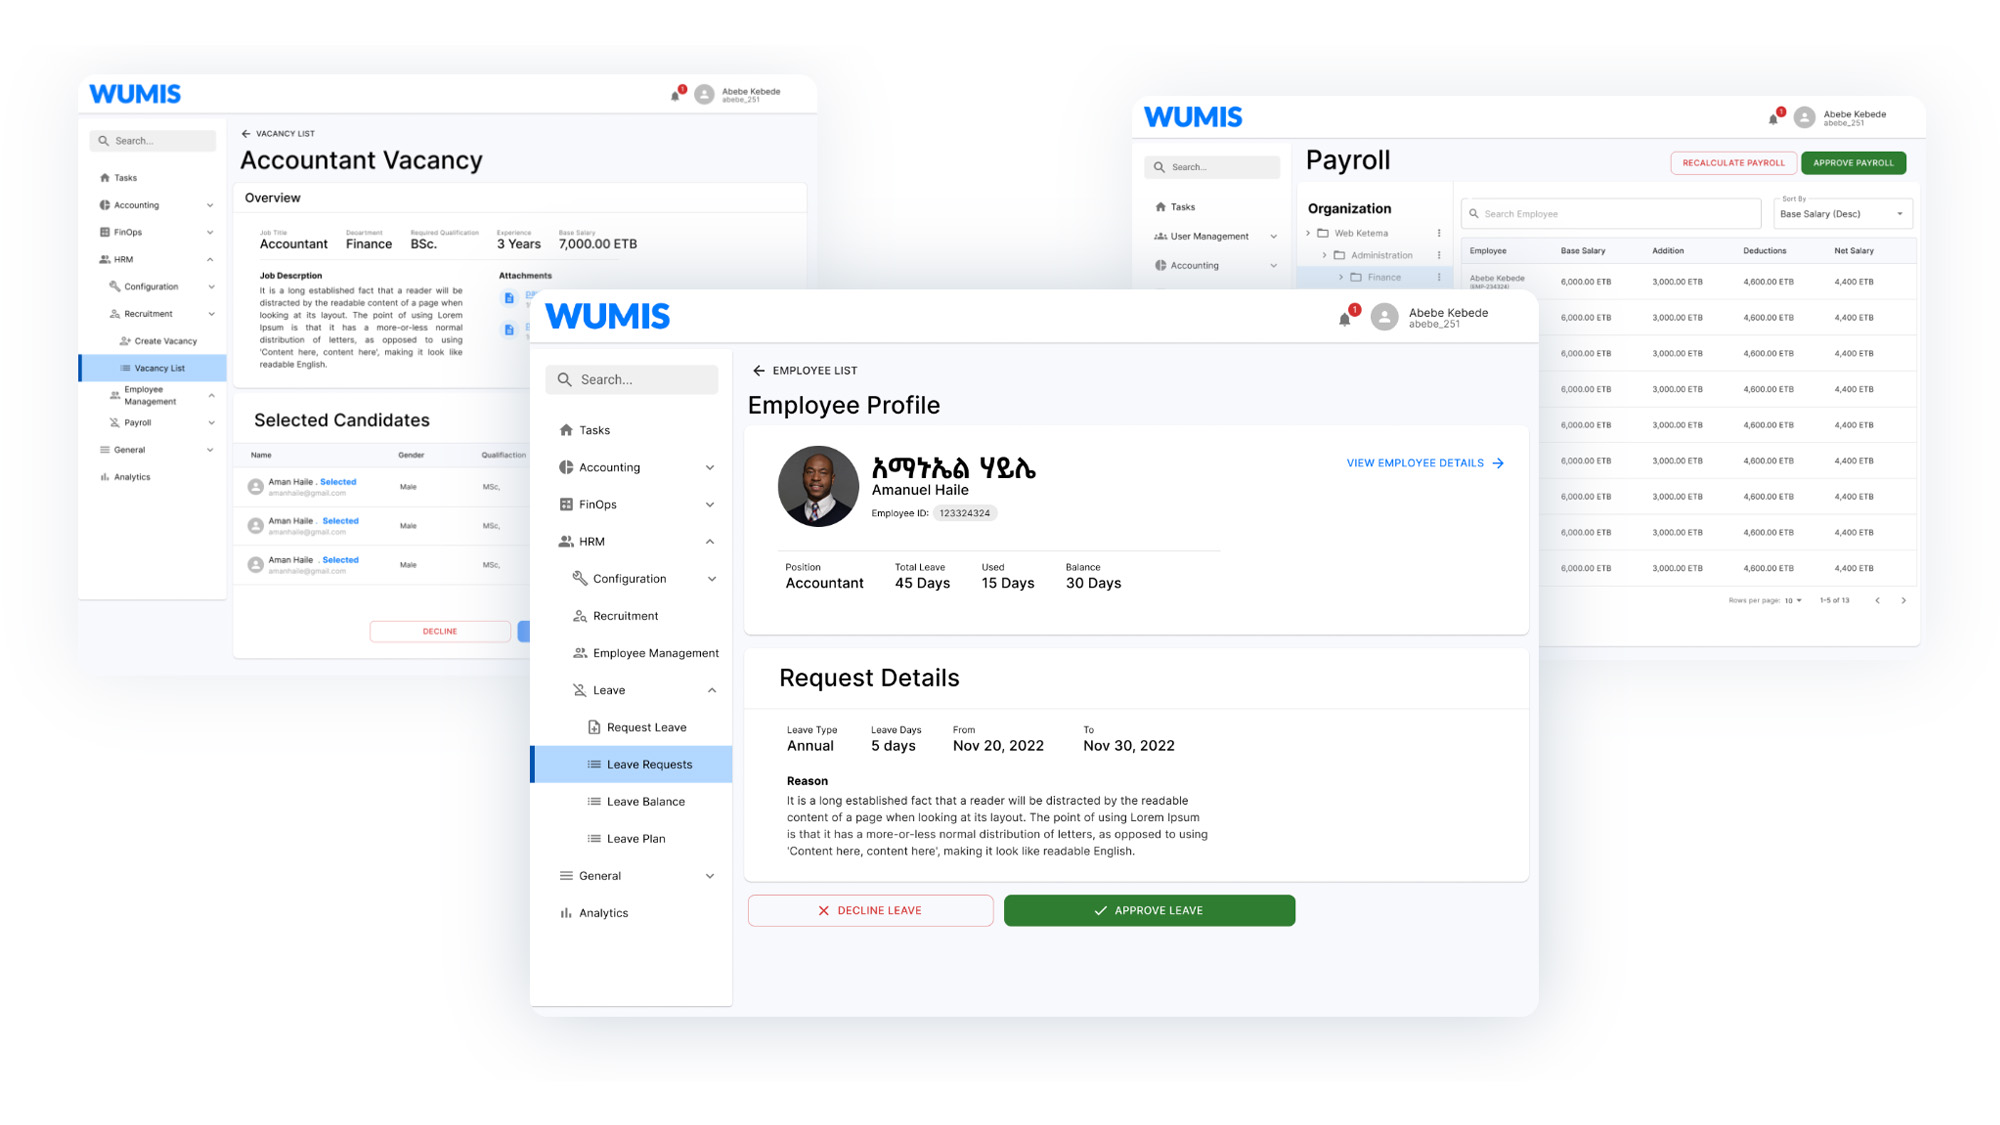 WUMIS
1
Abebe Kebede
abebe_251
Search...
Tasks
Accounting
FinOps
HRM
Configuration
Recruitment
Create Vacancy
Vacancy List
Employee
Management
Payroll
General
Analytics
VACANCY LIST
Accountant Vacancy
Overview
Job Title Department Required Qualification Experience Base Salary
Accountant Finance BSc. 3 Years 7,000.00 ETB
Job Descrption
It is a long established fact that a reader will be
distracted by the readable content of a page when
looking at its layout. The point of using Lorem
Ipsum is that it has a more-or-less normal
distribution of letters, as opposed to using
'Content here, content here', making it look like
readable English.
Attachments
Selected Candidates
Name Gender Qualifiaction
Aman Haile . Selected Male MSc,
amanhaile@gmail.com
Aman Haile . Selected Male MSc,
amanhaile@gmail.com
Aman Haile . Selected Male MSc,
amanhaile@gmail.com
DECLINE
WUMIS
1
Abebe Kebede
abebe_251
Search...
Tasks
User Management
Accounting
Payroll
RECALCULATE PAYROLL
APPROVE PAYROLL
Organization
Web Ketema
Administration
Finance
Search Employee
Sort By
Base Salary (Desc)
Employee Base Salary Addition Deductions Net Salary
Abebe Kebede 6,000.00 ETB 3,000.00 ETB 4,600.00 ETB 4,400 ETB
(EMP-234324)
6,000.00 ETB 3,000.00 ETB 4,600.00 ETB 4,400 ETB
6,000.00 ETB 3,000.00 ETB 4,600.00 ETB 4,400 ETB
6,000.00 ETB 3,000.00 ETB 4,600.00 ETB 4,400 ETB
6,000.00 ETB 3,000.00 ETB 4,600.00 ETB 4,400 ETB
6,000.00 ETB 3,000.00 ETB 4,600.00 ETB 4,400 ETB
6,000.00 ETB 3,000.00 ETB 4,600.00 ETB 4,400 ETB
6,000.00 ETB 3,000.00 ETB 4,600.00 ETB 4,400 ETB
6,000.00 ETB 3,000.00 ETB 4,600.00 ETB 4,400 ETB
Rows per page: 10 1-5 of 13
WUMIS
1
Abebe Kebede
abebe_251
Search...
Tasks
Accounting
FinOps
HRM
Configuration
Recruitment
Employee Management
Leave
Request Leave
Leave Requests
Leave Balance
Leave Plan
General
Analytics
EMPLOYEE LIST
Employee Profile
አማኑኤል ሃይሌ
Amanuel Haile
Employee ID: 123324324
VIEW EMPLOYEE DETAILS
Position Total Leave Used Balance
Accountant 45 Days 15 Days 30 Days
Request Details
Leave Type Leave Days From To
Annual 5 days Nov 20, 2022 Nov 30, 2022
Reason
It is a long established fact that a reader will be distracted by the readable
content of a page when looking at its layout. The point of using Lorem Ipsum
is that it has a more-or-less normal distribution of letters, as opposed to using
'Content here, content here', making it look like readable English.
DECLINE LEAVE
APPROVE LEAVE